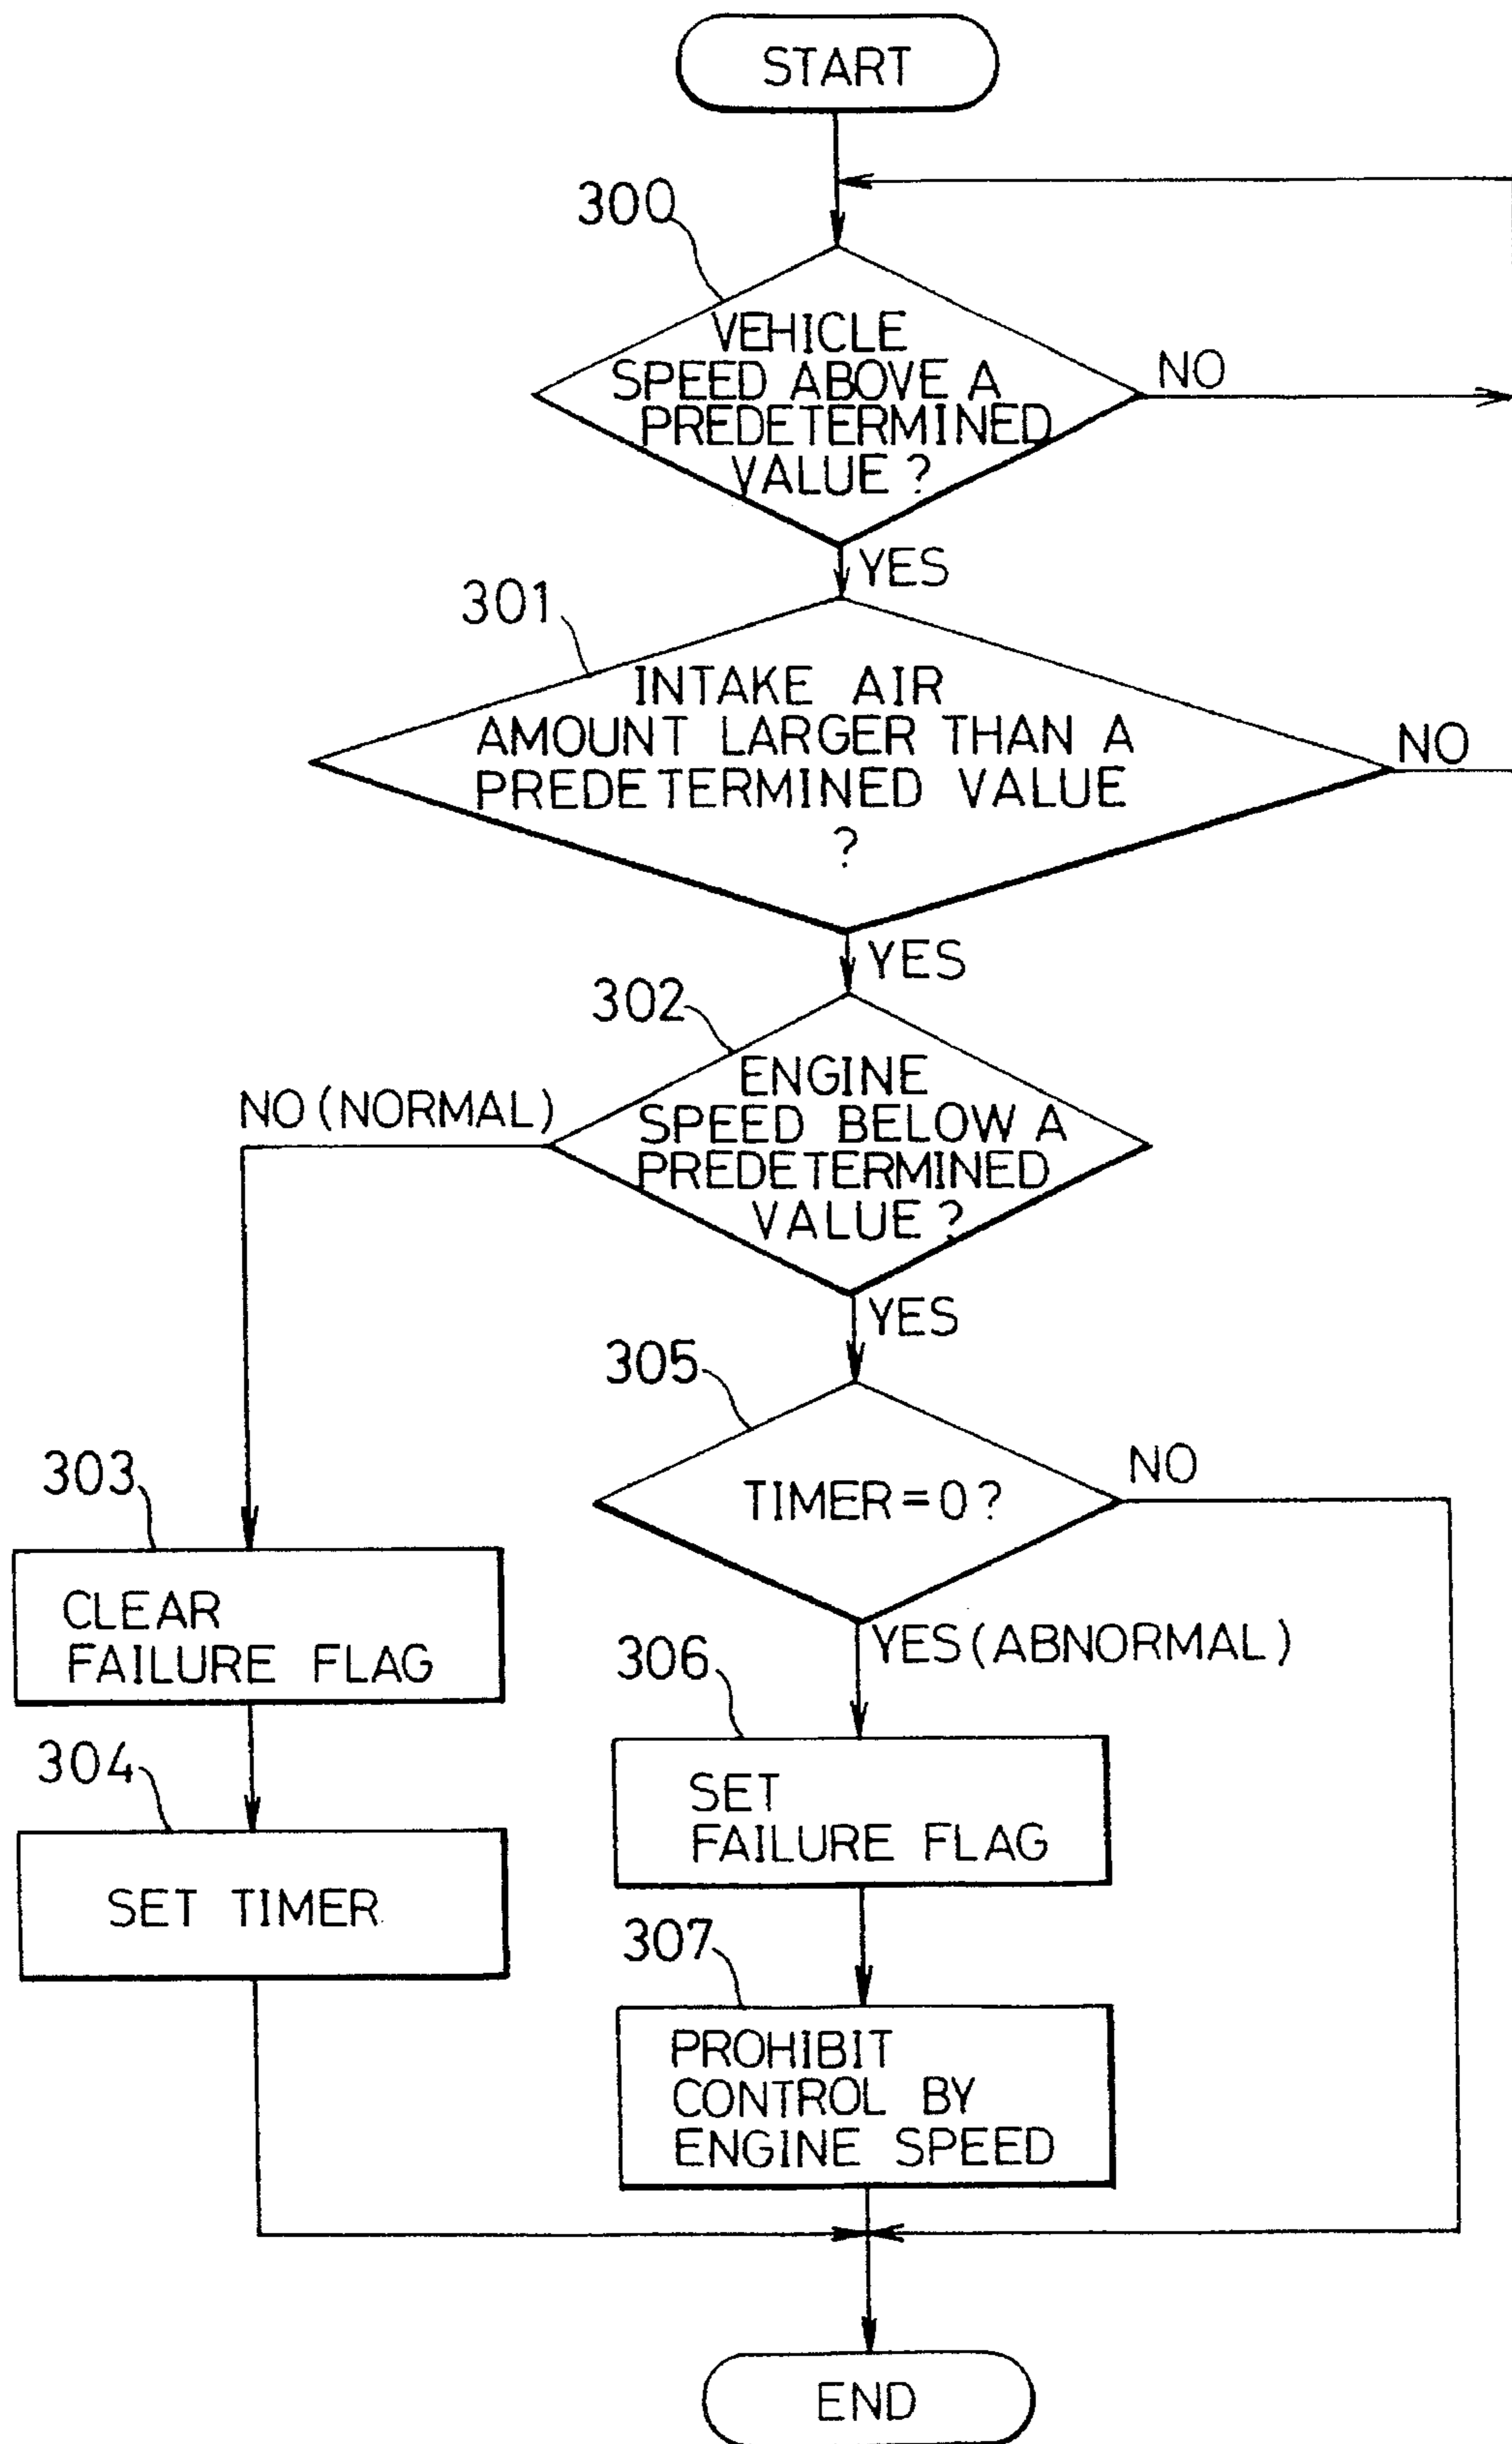 START
300
VEHICLE
SPEED ABOVE A
PREDETERMINED
VALUE?
NO
YES
301
INTAKE AIR
AMOUNT LARGER THAN A
PREDETERMINED VALUE
?
NO
YES
302
ENGINE
SPEED BELOW A
PREDETERMINED
VALUE?
NO (NORMAL)
YES
305
TIMER=0?
NO
303
CLEAR
FAILURE FLAG
YES (ABNORMAL)
306
304
SET
FAILURE FLAG
SET TIMER
307
PROHIBIT
CONTROL BY
ENGINE SPEED
END